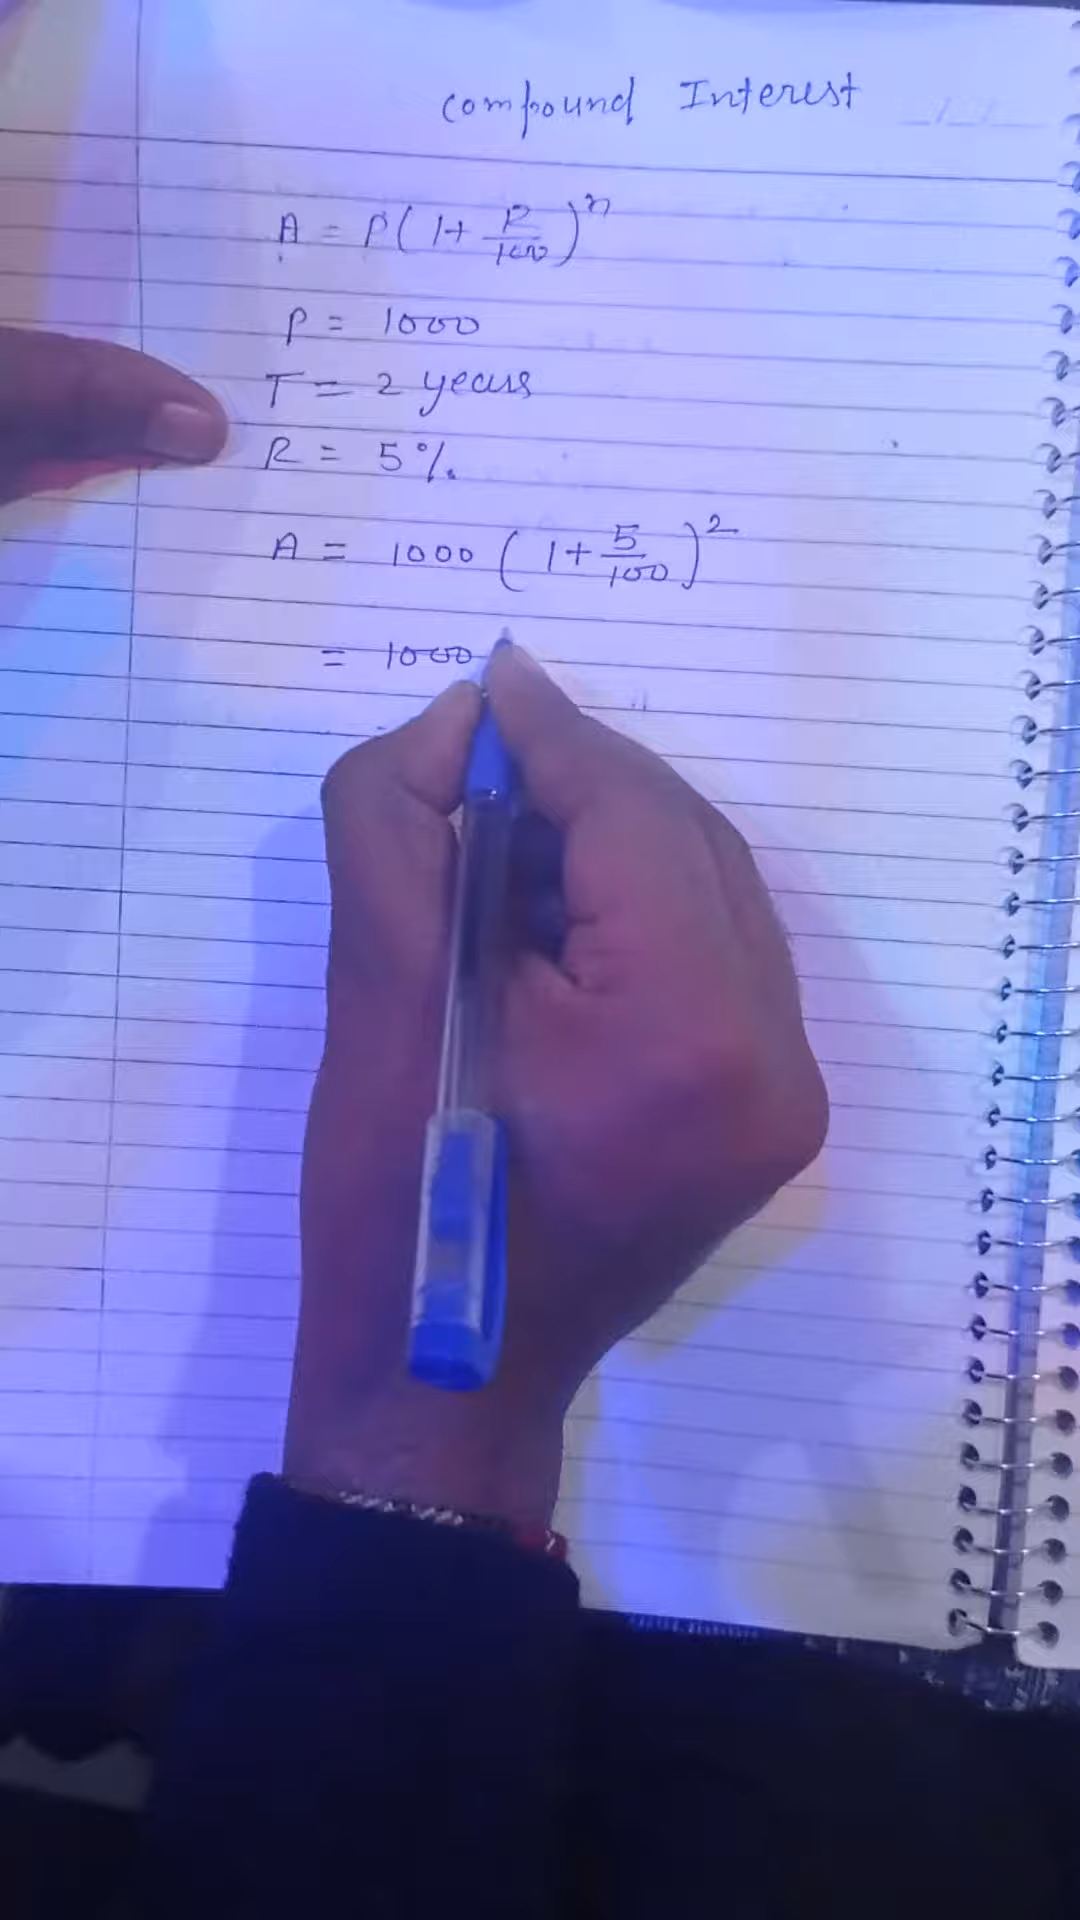 Compound Interest
A = P(1+ R/100)^n
P = 1000
T = 2 years
R = 5%.
A = 1000 (1+ 5/100)^2
= 1000